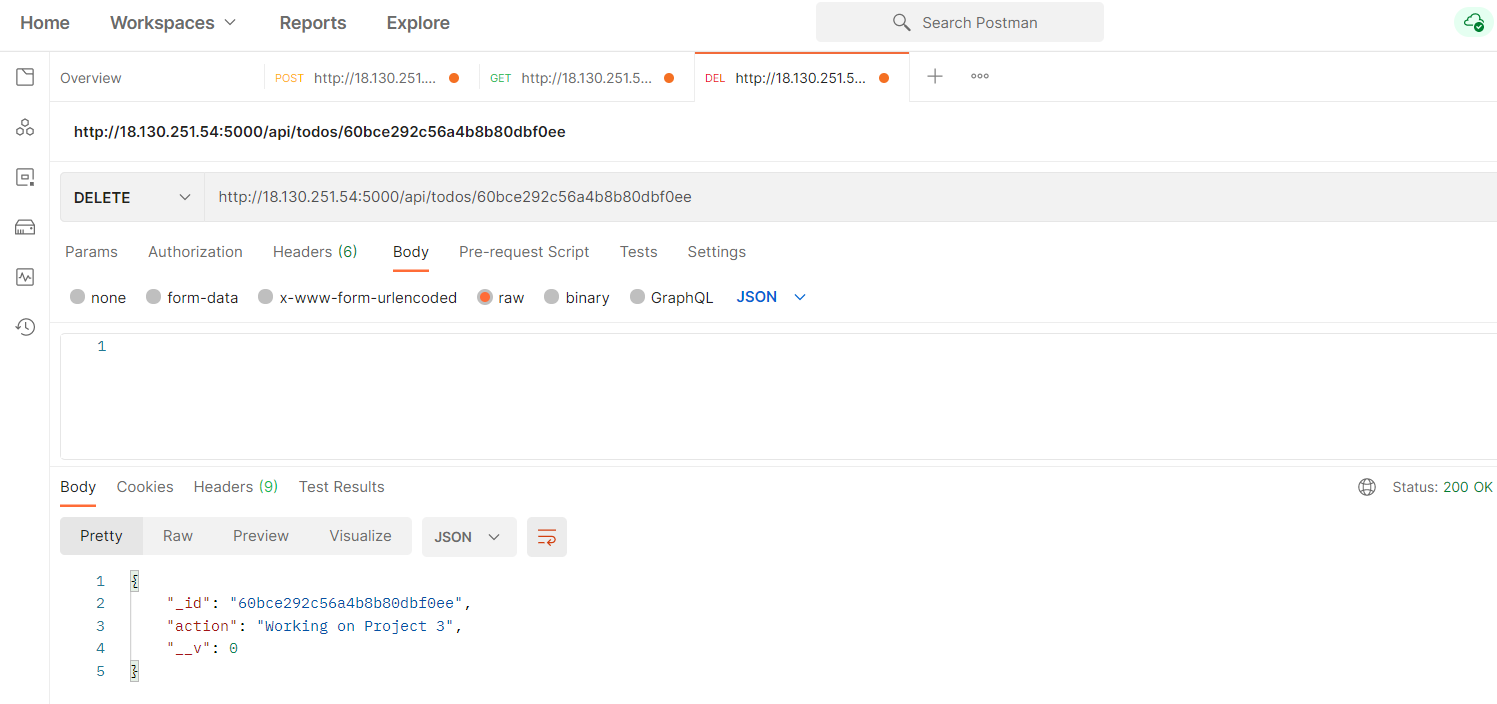 Home Workspaces Reports Explore Search Postman
Overview POST http://18.130.251.... GET http://18.130.251.5... DEL http://18.130.251.5...
http://18.130.251.54:5000/api/todos/60bce292c56a4b8b80dbf0ee
DELETE http://18.130.251.54:5000/api/todos/60bce292c56a4b8b80dbf0ee
Params Authorization Headers (6) Body Pre-request Script Tests Settings
none form-data x-www-form-urlencoded raw binary GraphQL JSON
1
Body Cookies Headers (9) Test Results Status: 200 OK
Pretty Raw Preview Visualize JSON
1 {
2 "_id": "60bce292c56a4b8b80dbf0ee",
3 "action": "Working on Project 3",
4 "__v": 0
5 }